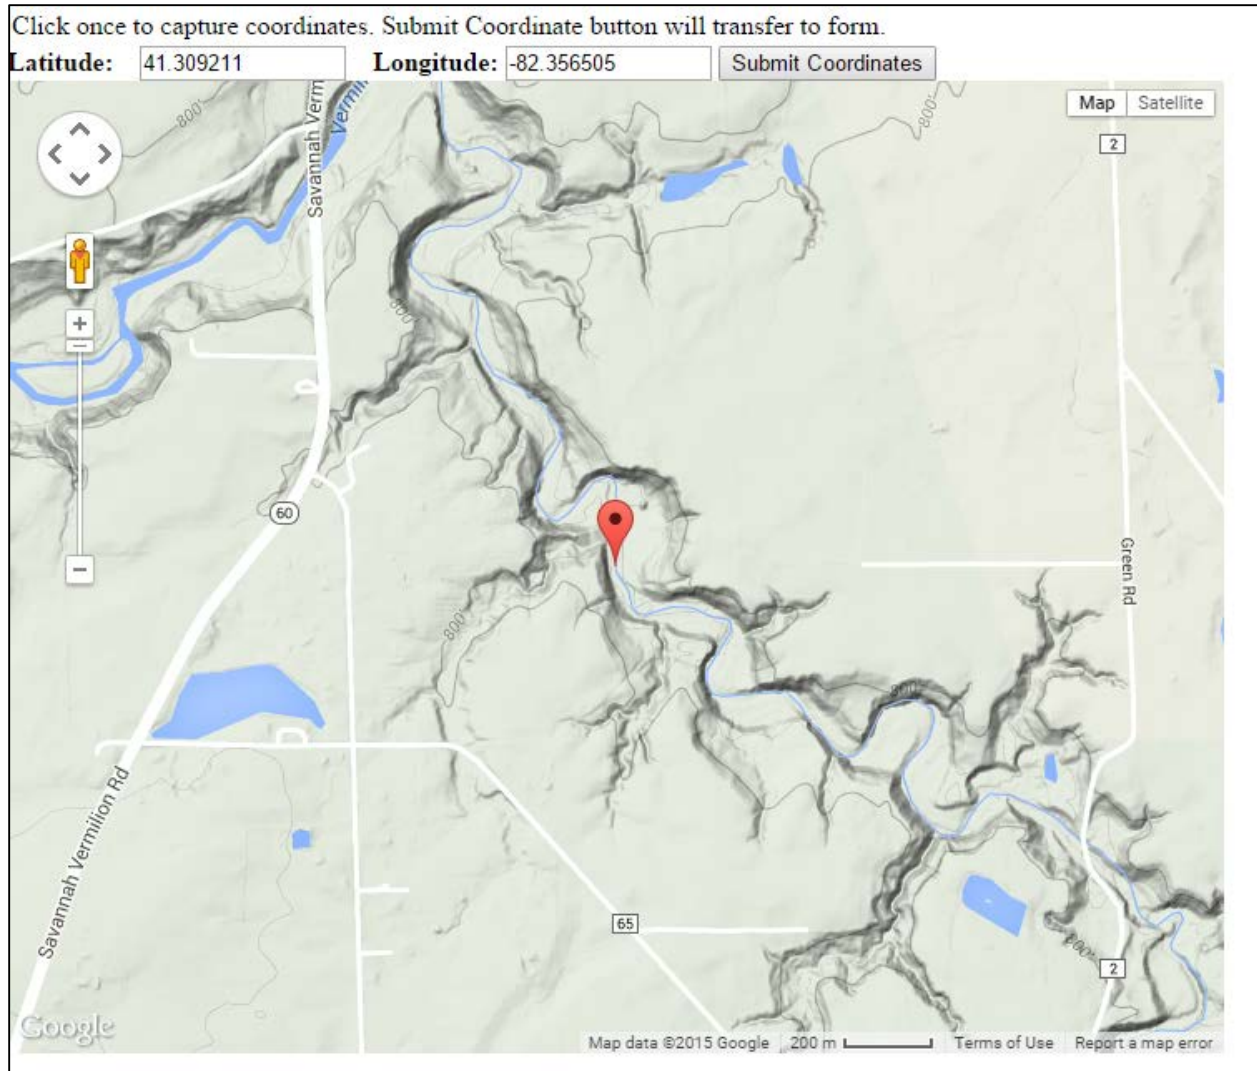 Click once to capture coordinates. Submit Coordinate button will transfer to form.
Latitude: 41.309211 Longitude: -82.356505 Submit Coordinates
Map Satellite
800'
Savannah Verm
Vermili
800'
2
800'
60
Green Rd
800'
800'
Savannah Vermilion Rd
65
800'
2
Google
Map data ©2015 Google 200 m Terms of Use Report a map error